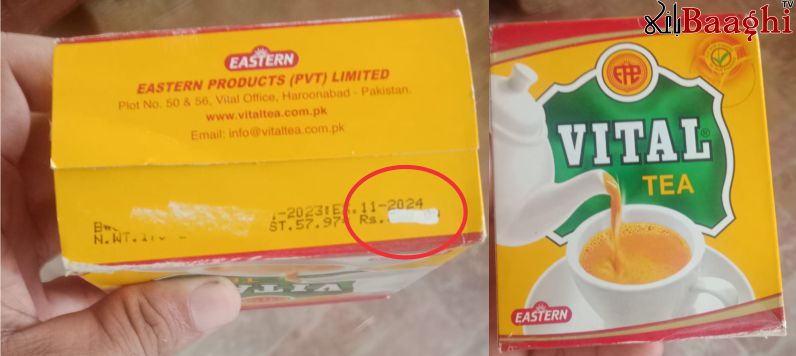 EASTERN
EASTERN PRODUCTS (PVT) LIMITED
Plot No. 50 & 56, Vital Office, Haroonabad - Pakistan.
www.vitaltea.com.pk
Email: info@vitaltea.com.pk
-2023:E .11-2024
ST.57.97 Rs.
N.WT.
باغی Baaghi TV
VITAL®
TEA
EASTERN